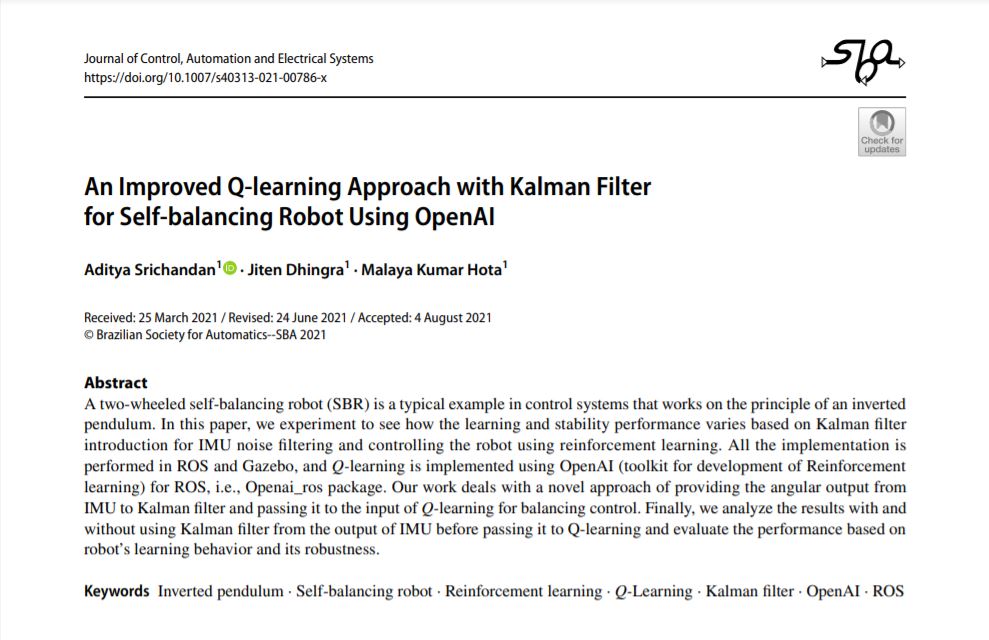 Journal of Control, Automation and Electrical Systems
https://doi.org/10.1007/s40313-021-00786-x
sba
Check for
updates
An Improved Q-learning Approach with Kalman Filter
for Self-balancing Robot Using OpenAI
Aditya Srichandan¹ iD · Jiten Dhingra¹ · Malaya Kumar Hota¹
Received: 25 March 2021 / Revised: 24 June 2021 / Accepted: 4 August 2021
© Brazilian Society for Automatics--SBA 2021
Abstract
A two-wheeled self-balancing robot (SBR) is a typical example in control systems that works on the principle of an inverted
pendulum. In this paper, we experiment to see how the learning and stability performance varies based on Kalman filter
introduction for IMU noise filtering and controlling the robot using reinforcement learning. All the implementation is
performed in ROS and Gazebo, and Q-learning is implemented using OpenAI (toolkit for development of Reinforcement
learning) for ROS, i.e., Openai_ros package. Our work deals with a novel approach of providing the angular output from
IMU to Kalman filter and passing it to the input of Q-learning for balancing control. Finally, we analyze the results with and
without using Kalman filter from the output of IMU before passing it to Q-learning and evaluate the performance based on
robot's learning behavior and its robustness.
Keywords Inverted pendulum · Self-balancing robot · Reinforcement learning · Q-Learning · Kalman filter · OpenAI · ROS